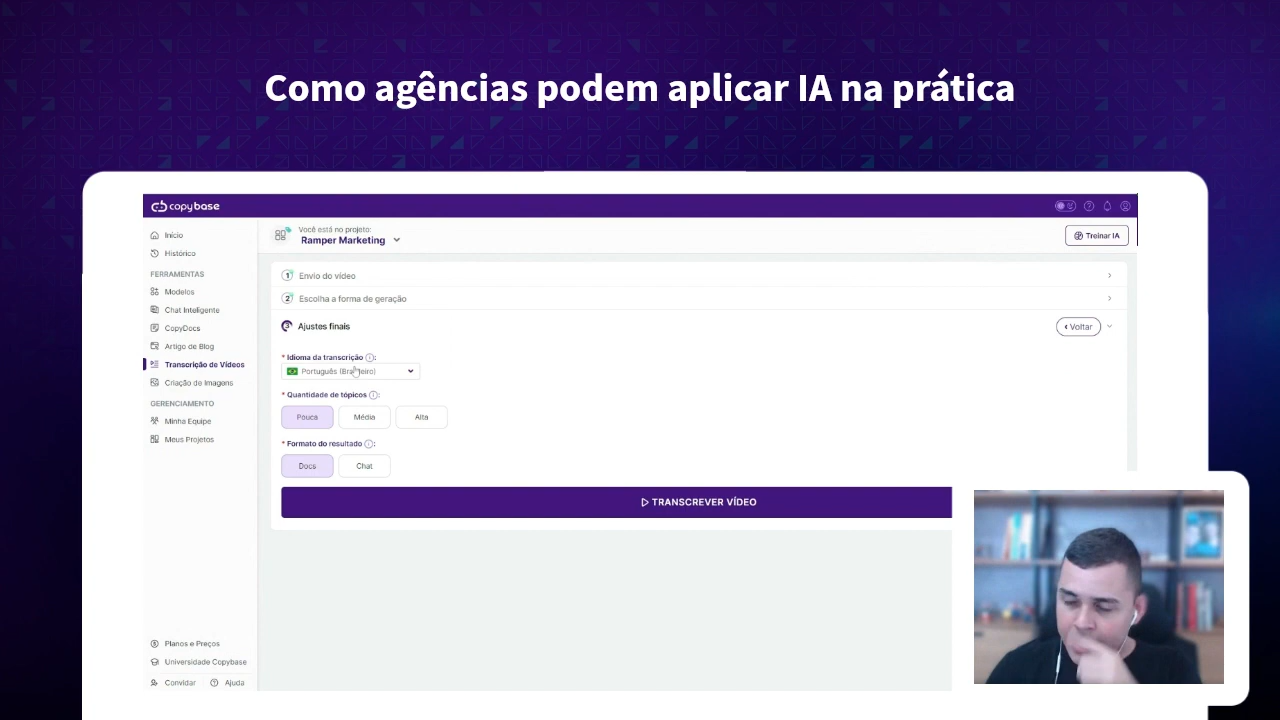 Como agências podem aplicar IA na prática
copybase
Início
Histórico
FERRAMENTAS
Modelos
Chat Inteligente
CopyDocs
Artigo de Blog
Transcrição de Vídeos
Criação de Imagens
GERENCIAMENTO
Minha Equipe
Meus Projetos
Planos e Preços
Universidade Copybase
Convidar
Ajuda
Você está no projeto:
Ramper Marketing
Treinar IA
1 Envio do vídeo
2 Escolha a forma de geração
3 Ajustes finais
Voltar
* Idioma da transcrição :
Português (Brasileiro)
* Quantidade de tópicos :
Pouca Média Alta
* Formato do resultado :
Docs Chat
TRANSCREVER VÍDEO